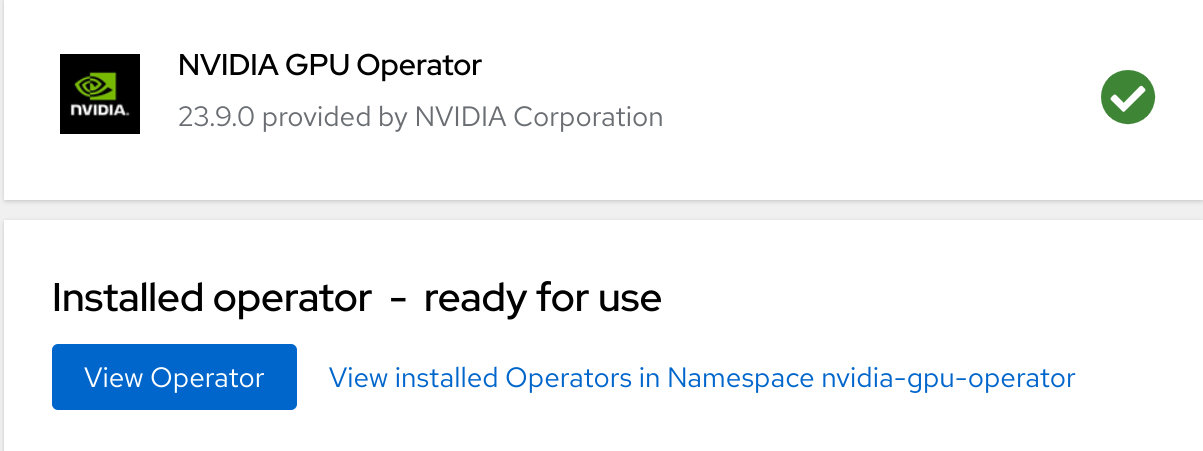 NVIDIA GPU Operator
nVIDIA.
23.9.0 provided by NVIDIA Corporation
Installed operator - ready for use
View Operator
View installed Operators in Namespace nvidia-gpu-operator